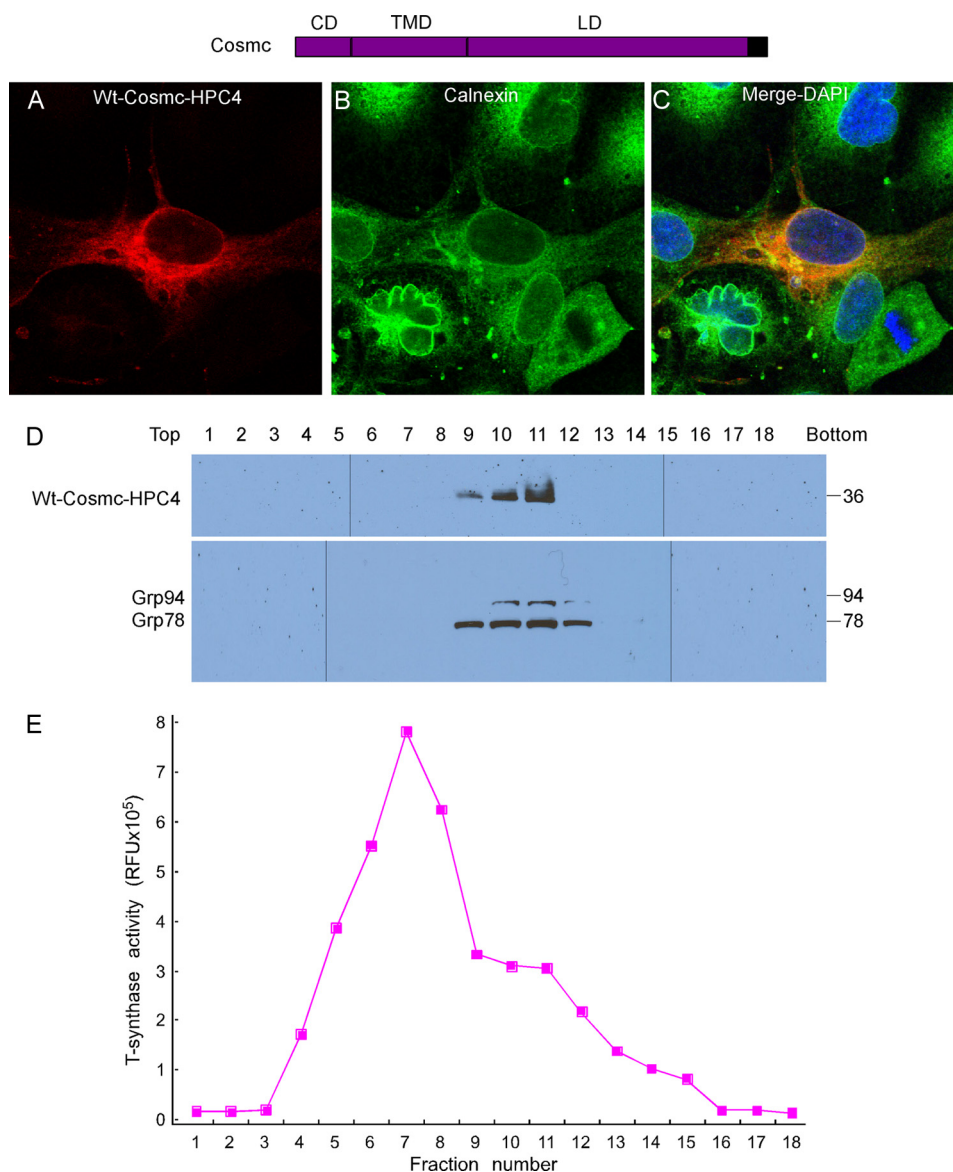 CD TMD LD
Cosmc
A Wt-Cosmc-HPC4
B Calnexin
C Merge-DAPI
D Top 1 2 3 4 5 6 7 8 9 10 11 12 13 14 15 16 17 18 Bottom
Wt-Cosmc-HPC4 36
Grp94 94
Grp78 78
E
T-synthase activity (RFUx10⁵)
8
7
6
5
4
3
2
1
0
1 2 3 4 5 6 7 8 9 10 11 12 13 14 15 16 17 18
Fraction number